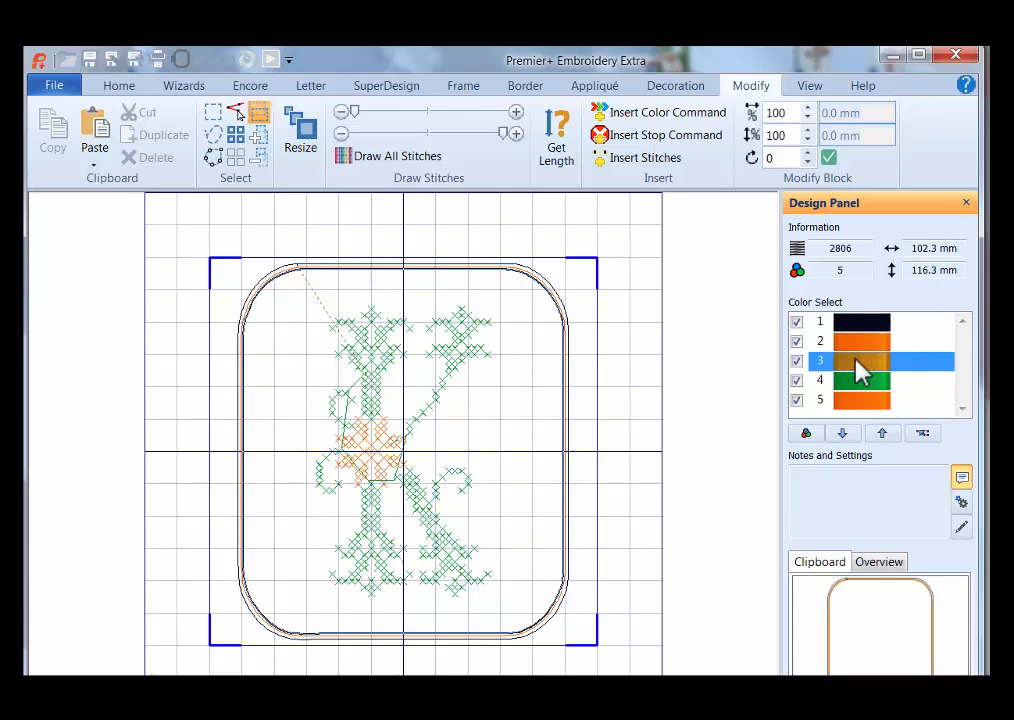 Premier+ Embroidery Extra
File Home Wizards Encore Letter SuperDesign Frame Border Appliqué Decoration Modify View Help
Copy Paste Cut Duplicate Delete
Clipboard
Select
Resize
Draw All Stitches
Draw Stitches
Get Length
Insert Color Command
Insert Stop Command
Insert Stitches
Insert
100 0.0 mm
100 0.0 mm
0
Modify Block
Design Panel
Information
2806 102.3 mm
5 116.3 mm
Color Select
1
2
3
4
5
Notes and Settings
Clipboard Overview